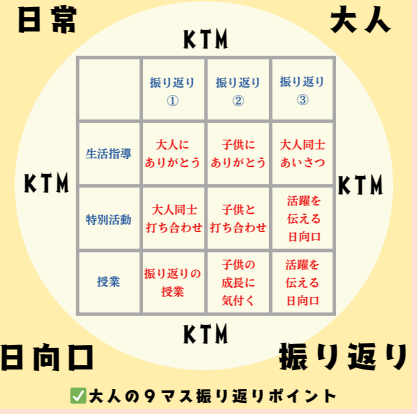 日常
大人
KTM
振り返り
①
振り返り
②
振り返り
③
生活指導
大人に
ありがとう
子供に
ありがとう
大人同士
あいさつ
KTM
KTM
特別活動
大人同士
打ち合わせ
子供と
打ち合わせ
活躍を
伝える
日向口
授業
振り返りの
授業
子供の
成長に
気付く
活躍を
伝える
日向口
KTM
日向口
振り返り
✅大人の9マス振り返りポイント